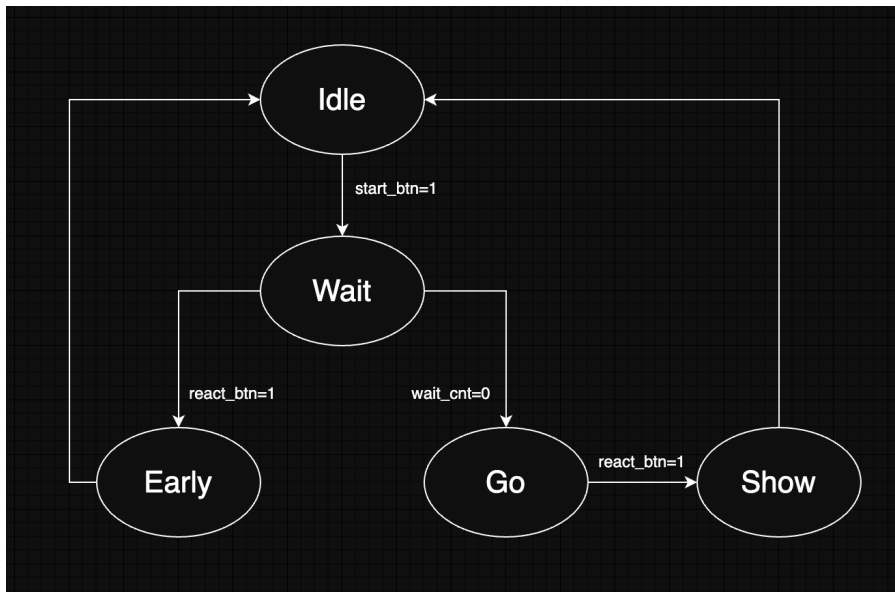 Idle
start_btn=1
Wait
react_btn=1
wait_cnt=0
Early
Go
react_btn=1
Show